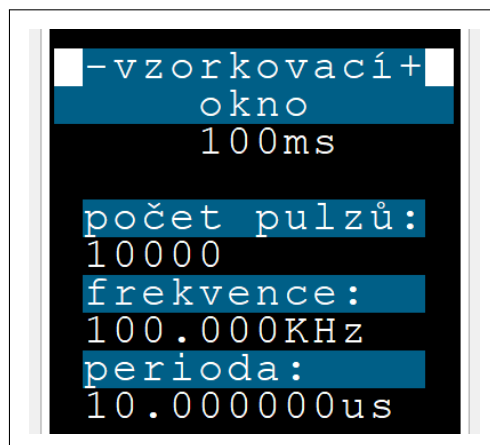 -vzorkovací+
okno
100ms
počet pulzů:
10000
frekvence:
100.000KHz
perioda:
10.000000us